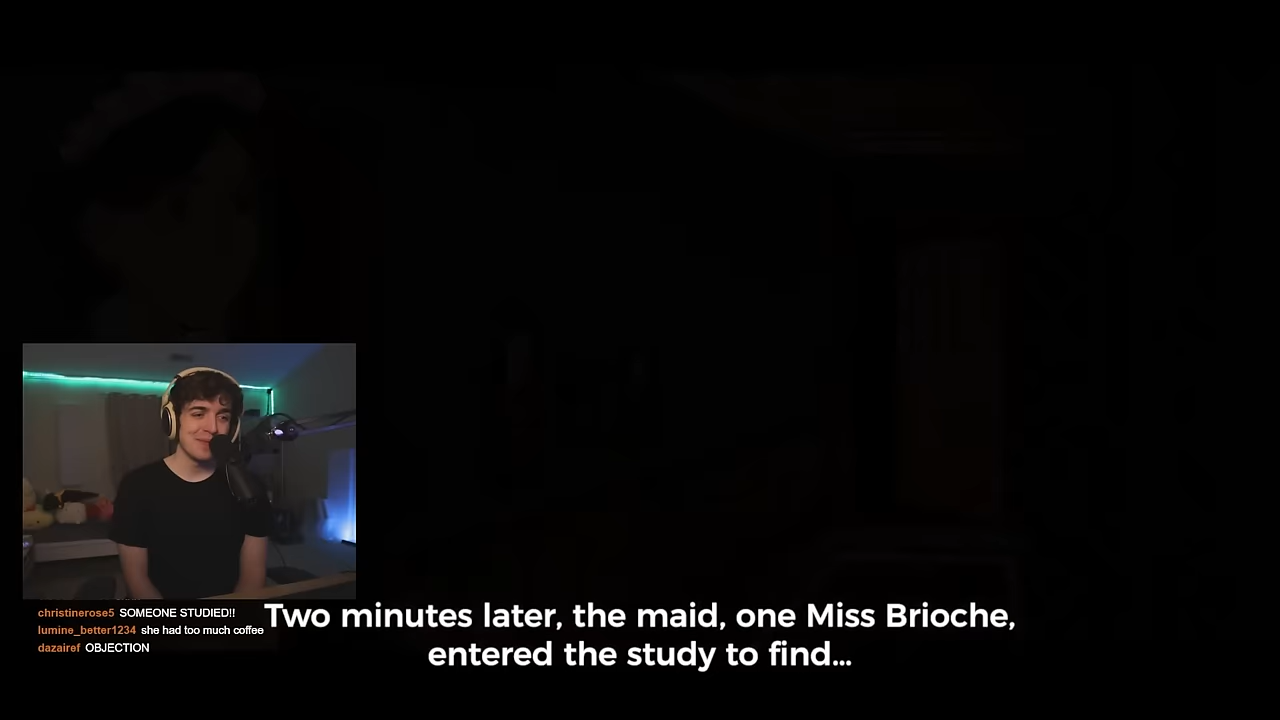 christinerose5 SOMEONE STUDIED!!
lumine_better1234 she had too much coffee
dazairef OBJECTION
Two minutes later, the maid, one Miss Brioche,
entered the study to find...